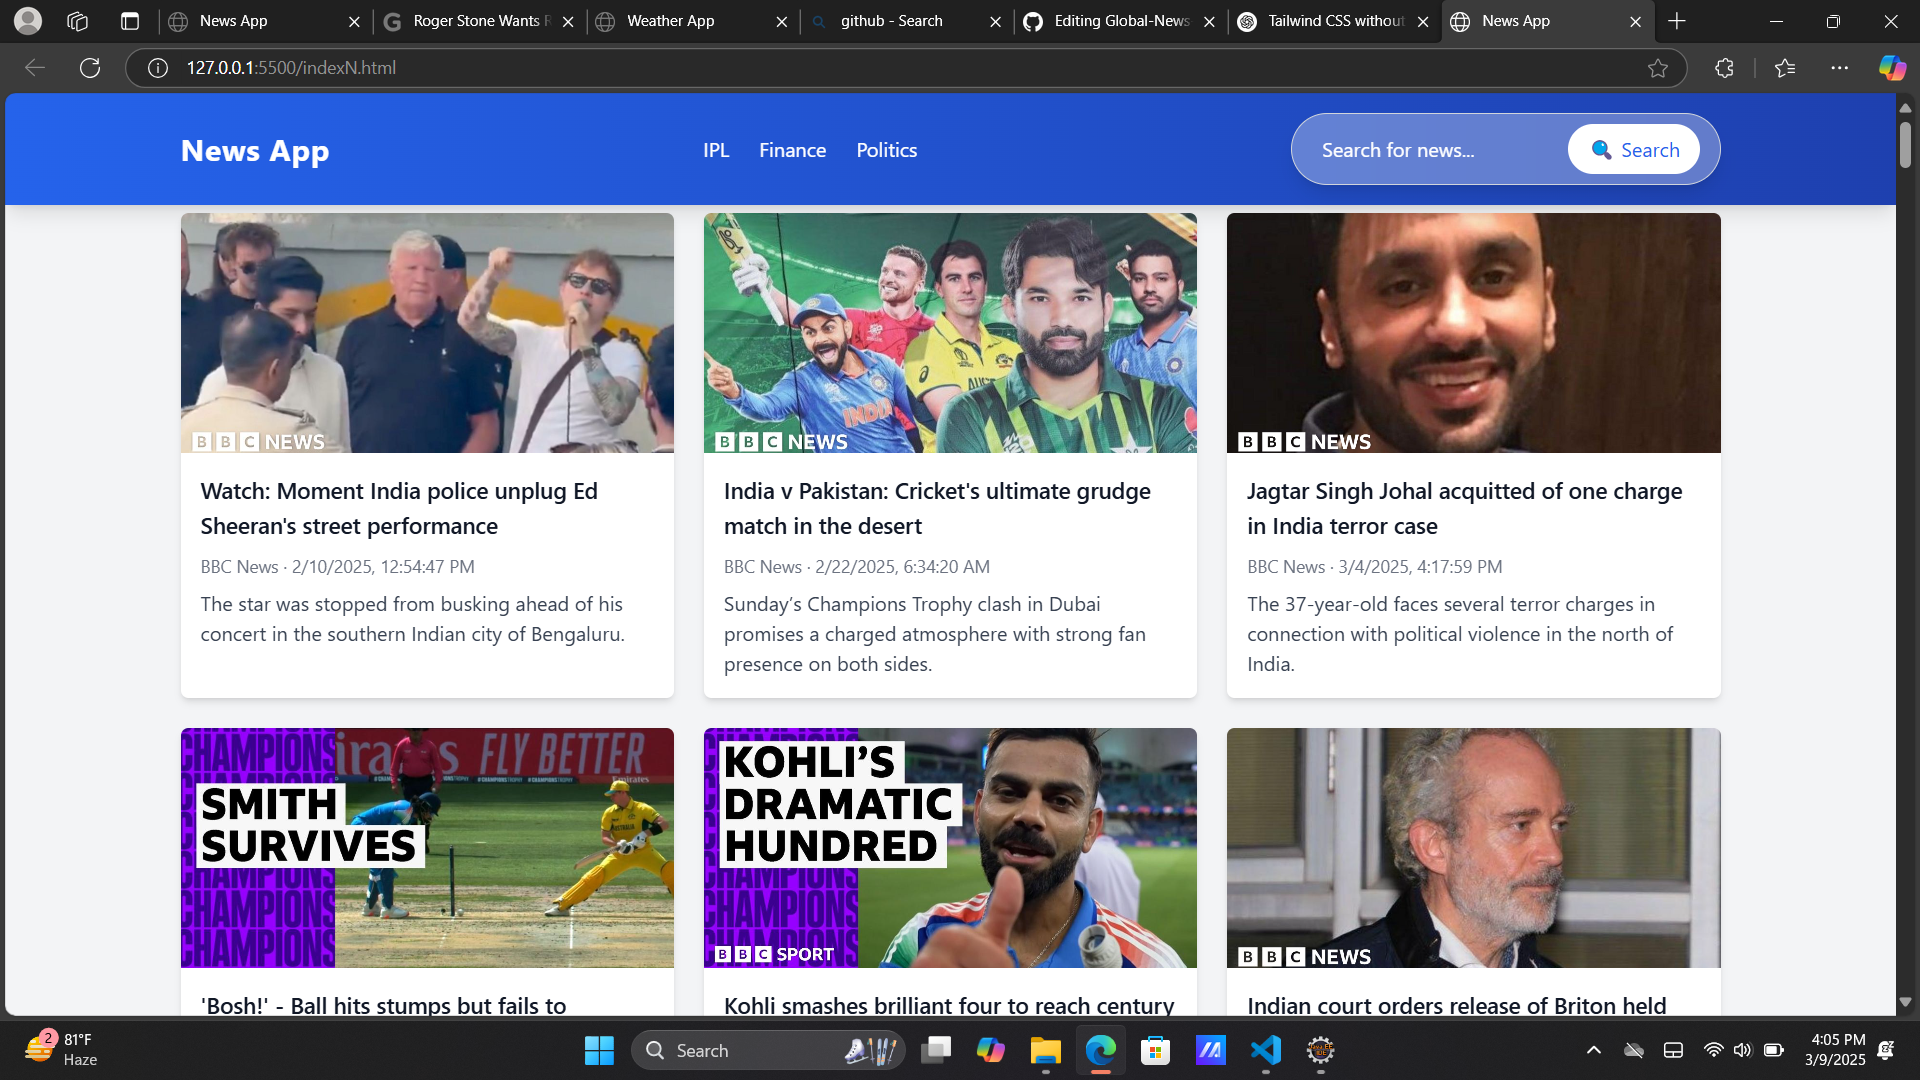 News App
Roger Stone Wants R
Weather App
github - Search
Editing Global-News
Tailwind CSS without
News App
127.0.0.1:5500/indexN.html
News App
IPL
Finance
Politics
Search for news...
🔍 Search
BBC NEWS
BBC NEWS
INDIA
BBC NEWS
Watch: Moment India police unplug Ed
Sheeran's street performance
BBC News · 2/10/2025, 12:54:47 PM
The star was stopped from busking ahead of his
concert in the southern Indian city of Bengaluru.
India v Pakistan: Cricket's ultimate grudge
match in the desert
BBC News · 2/22/2025, 6:34:20 AM
Sunday’s Champions Trophy clash in Dubai
promises a charged atmosphere with strong fan
presence on both sides.
Jagtar Singh Johal acquitted of one charge
in India terror case
BBC News · 3/4/2025, 4:17:59 PM
The 37-year-old faces several terror charges in
connection with political violence in the north of
India.
CHAMPIONS
irates FLY BETTER
Emirates
SMITH
SURVIVES
CHAMPIONS
CHAMPIONS
CHAMPIONS
KOHLI’S
DRAMATIC
HUNDRED
CHAMPIONS
CHAMPIONS
BBC SPORT
BBC NEWS
'Bosh!' - Ball hits stumps but fails to
Kohli smashes brilliant four to reach century
Indian court orders release of Briton held
2
81°F
Haze
Search
4:05 PM
3/9/2025